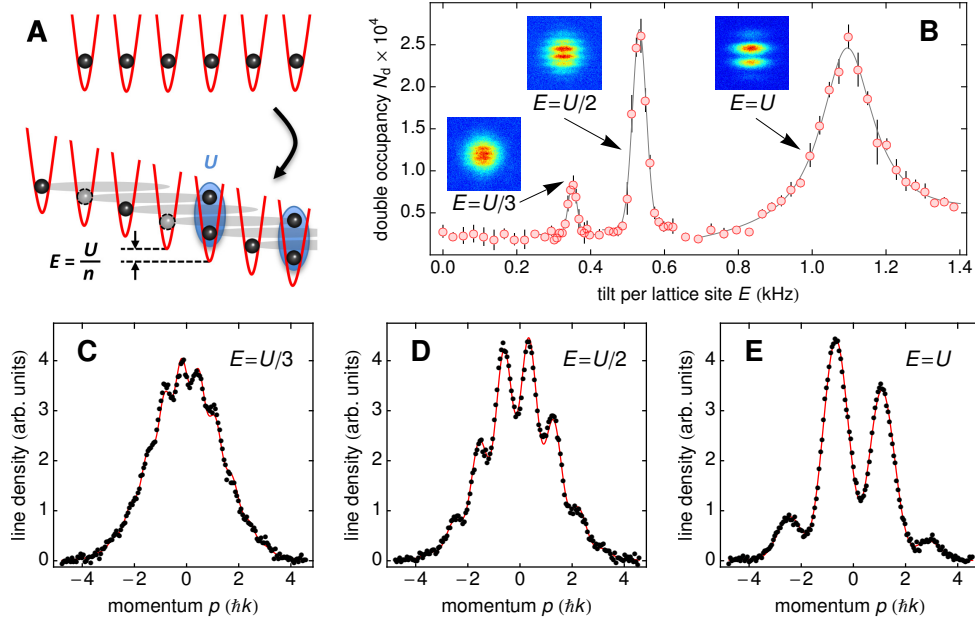 A
U
E = U/n
B
double occupancy N_d × 10^4
2.5
2.0
1.5
1.0
0.5
E=U/3
E=U/2
E=U
0.0 0.2 0.4 0.6 0.8 1.0 1.2 1.4
tilt per lattice site E (kHz)
C
E=U/3
line density (arb. units)
4
3
2
1
0
−4 −2 0 2 4
momentum p (ℏk)
D
E=U/2
line density (arb. units)
4
3
2
1
0
−4 −2 0 2 4
momentum p (ℏk)
E
E=U
line density (arb. units)
4
3
2
1
0
−4 −2 0 2 4
momentum p (ℏk)